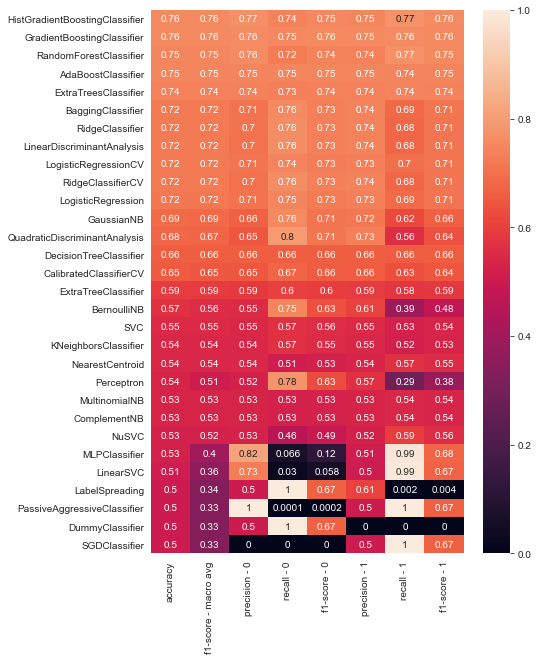 HistGradientBoostingClassifier 0.76 0.76 0.77 0.74 0.75 0.75 0.77 0.76
GradientBoostingClassifier 0.76 0.76 0.76 0.75 0.75 0.75 0.76 0.76
RandomForestClassifier 0.75 0.75 0.76 0.72 0.74 0.74 0.77 0.75
AdaBoostClassifier 0.75 0.75 0.75 0.75 0.75 0.75 0.74 0.75
ExtraTreesClassifier 0.74 0.74 0.74 0.73 0.74 0.74 0.74 0.74
BaggingClassifier 0.72 0.72 0.71 0.76 0.73 0.74 0.69 0.71
RidgeClassifier 0.72 0.72 0.7 0.76 0.73 0.74 0.68 0.71
LinearDiscriminantAnalysis 0.72 0.72 0.7 0.76 0.73 0.74 0.68 0.71
LogisticRegressionCV 0.72 0.72 0.71 0.74 0.73 0.73 0.7 0.71
RidgeClassifierCV 0.72 0.72 0.7 0.76 0.73 0.74 0.68 0.71
LogisticRegression 0.72 0.72 0.71 0.75 0.73 0.73 0.69 0.71
GaussianNB 0.69 0.69 0.66 0.76 0.71 0.72 0.62 0.66
QuadraticDiscriminantAnalysis 0.68 0.67 0.65 0.8 0.71 0.73 0.56 0.64
DecisionTreeClassifier 0.66 0.66 0.66 0.66 0.66 0.66 0.66 0.66
CalibratedClassifierCV 0.65 0.65 0.65 0.67 0.66 0.66 0.63 0.64
ExtraTreeClassifier 0.59 0.59 0.59 0.6 0.6 0.59 0.58 0.59
BernoulliNB 0.57 0.56 0.55 0.75 0.63 0.61 0.39 0.48
SVC 0.55 0.55 0.55 0.57 0.56 0.55 0.53 0.54
KNeighborsClassifier 0.54 0.54 0.54 0.57 0.55 0.55 0.52 0.53
NearestCentroid 0.54 0.54 0.54 0.51 0.53 0.54 0.57 0.55
Perceptron 0.54 0.51 0.52 0.78 0.63 0.57 0.29 0.38
MultinomialNB 0.53 0.53 0.53 0.53 0.53 0.53 0.54 0.54
ComplementNB 0.53 0.53 0.53 0.53 0.53 0.53 0.54 0.54
NuSVC 0.53 0.52 0.53 0.46 0.49 0.52 0.59 0.56
MLPClassifier 0.53 0.4 0.82 0.066 0.12 0.51 0.99 0.68
LinearSVC 0.51 0.36 0.73 0.03 0.058 0.5 0.99 0.67
LabelSpreading 0.5 0.34 0.5 1 0.67 0.61 0.002 0.004
PassiveAggressiveClassifier 0.5 0.33 1 0.0001 0.0002 0.5 1 0.67
DummyClassifier 0.5 0.33 0.5 1 0.67 0 0 0
SGDClassifier 0.5 0.33 0 0 0 0.5 1 0.67
accuracy
f1-score - macro avg
precision - 0
recall - 0
f1-score - 0
precision - 1
recall - 1
f1-score - 1
1.0
0.8
0.6
0.4
0.2
0.0